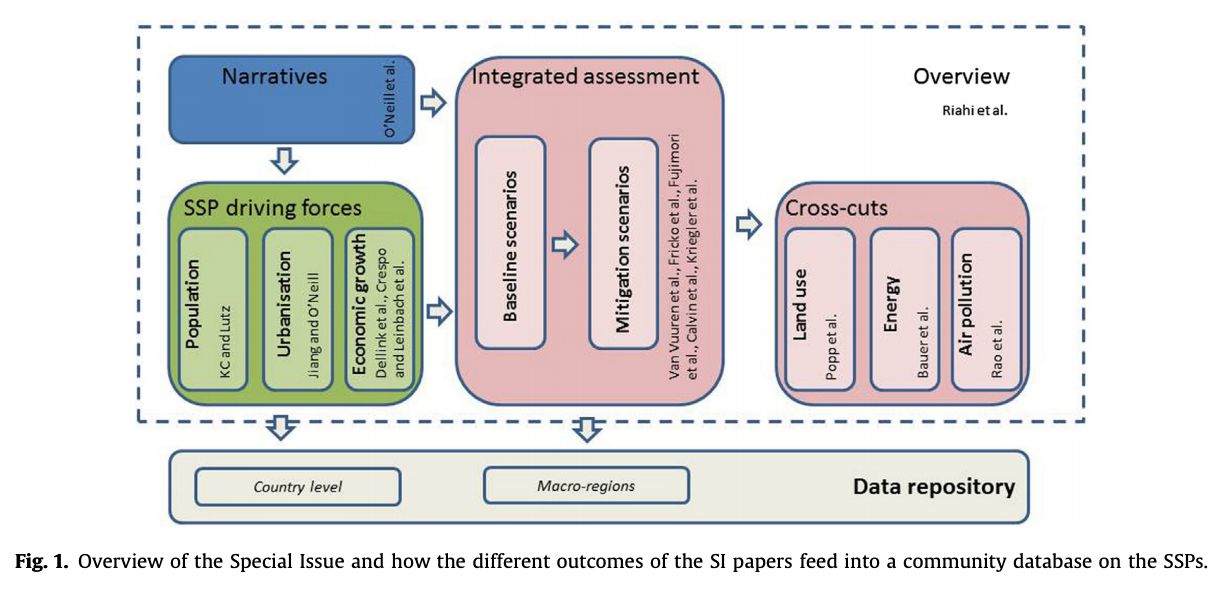 Narratives
O'Neill et al.
Integrated assessment
Overview
Riahi et al.
SSP driving forces
Population
KC and Lutz
Urbanisation
Jiang and O'Neill
Economic growth
Dellink et al., Crespo
and Leinbach et al.
Baseline scenarios
Mitigation scenarios
Van Vuuren et al., Fricko et al., Fujimori
et al., Calvin et al., Kriegler et al.
Cross-cuts
Land use
Popp et al.
Energy
Bauer et al.
Air pollution
Rao et al.
Country level
Macro-regions
Data repository
Fig. 1. Overview of the Special Issue and how the different outcomes of the SI papers feed into a community database on the SSPs.